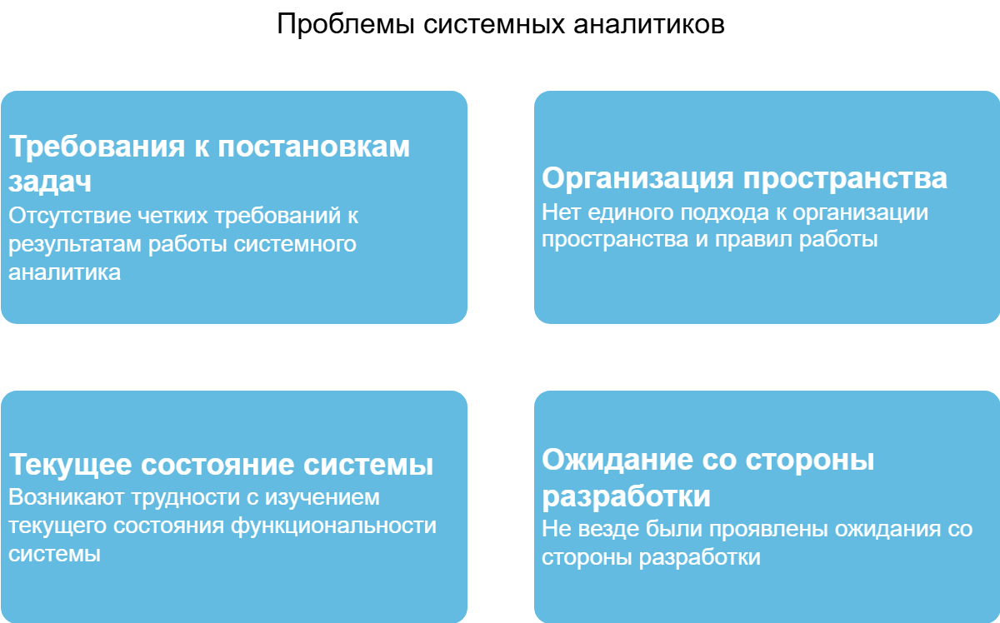 Проблемы системных аналитиков
Требования к постановкам
задач
Отсутствие четких требований к
результатам работы системного
аналитика
Организация пространства
Нет единого подхода к организации
пространства и правил работы
Текущее состояние системы
Возникают трудности с изучением
текущего состояния функциональности
системы
Ожидание со стороны
разработки
Не везде были проявлены ожидания со
стороны разработки